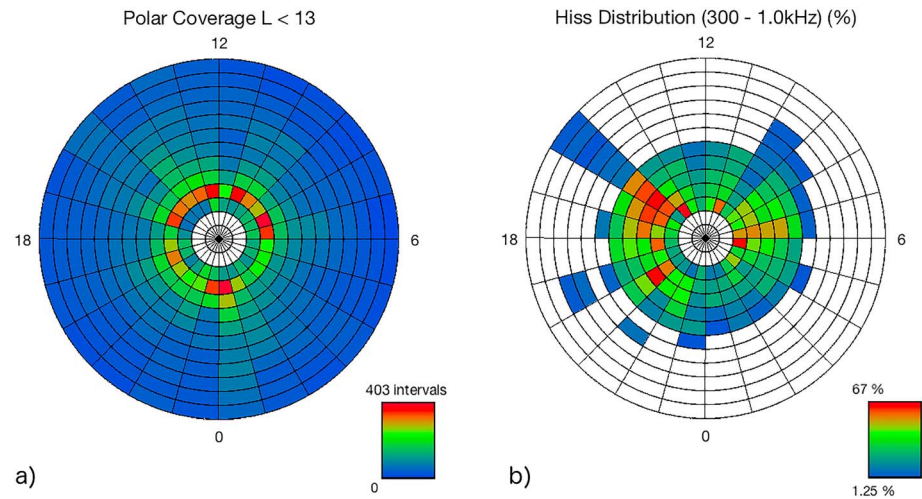 Polar Coverage L < 13
12
18
6
403 intervals
0
0
a)
Hiss Distribution (300 - 1.0kHz) (%)
12
18
6
67 %
0
1.25 %
b)